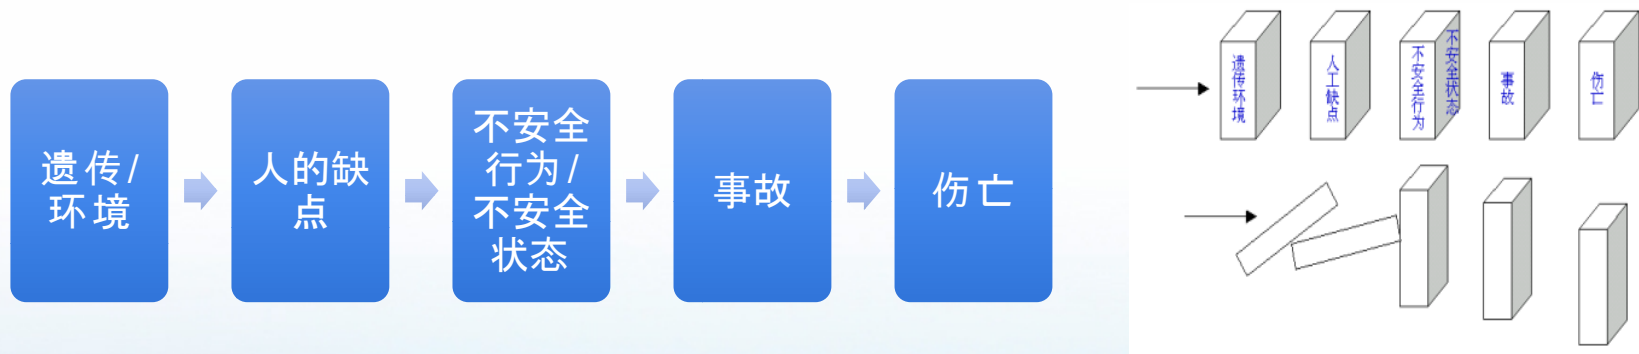 遗传/
环境
人的缺
点
不安全
行为/
不安全
状态
事故
伤亡
遗传环境
人工缺点
不安全行为
不安全状态
事故
伤亡